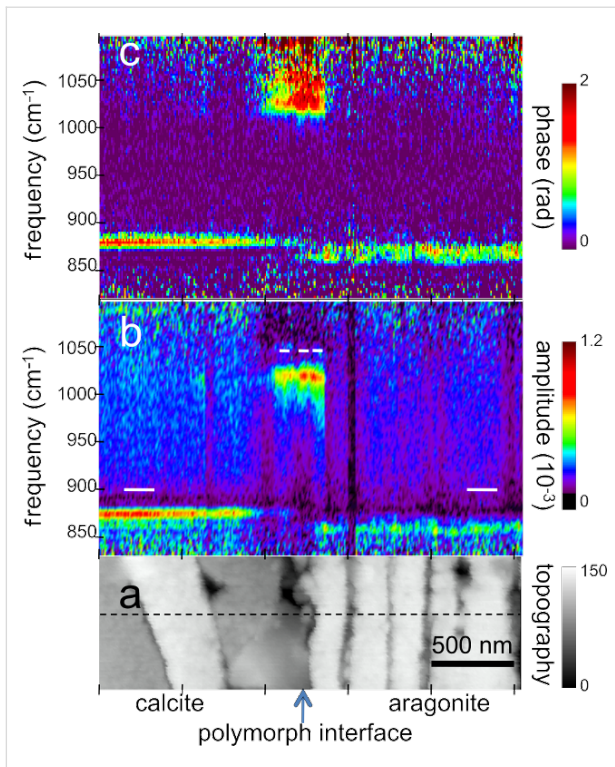 c
frequency (cm⁻¹)
1050
1000
950
900
850
2
0
phase (rad)
b
frequency (cm⁻¹)
1050
1000
950
900
850
1.2
0
amplitude (10⁻³)
a
500 nm
150
0
topography
calcite
aragonite
polymorph interface